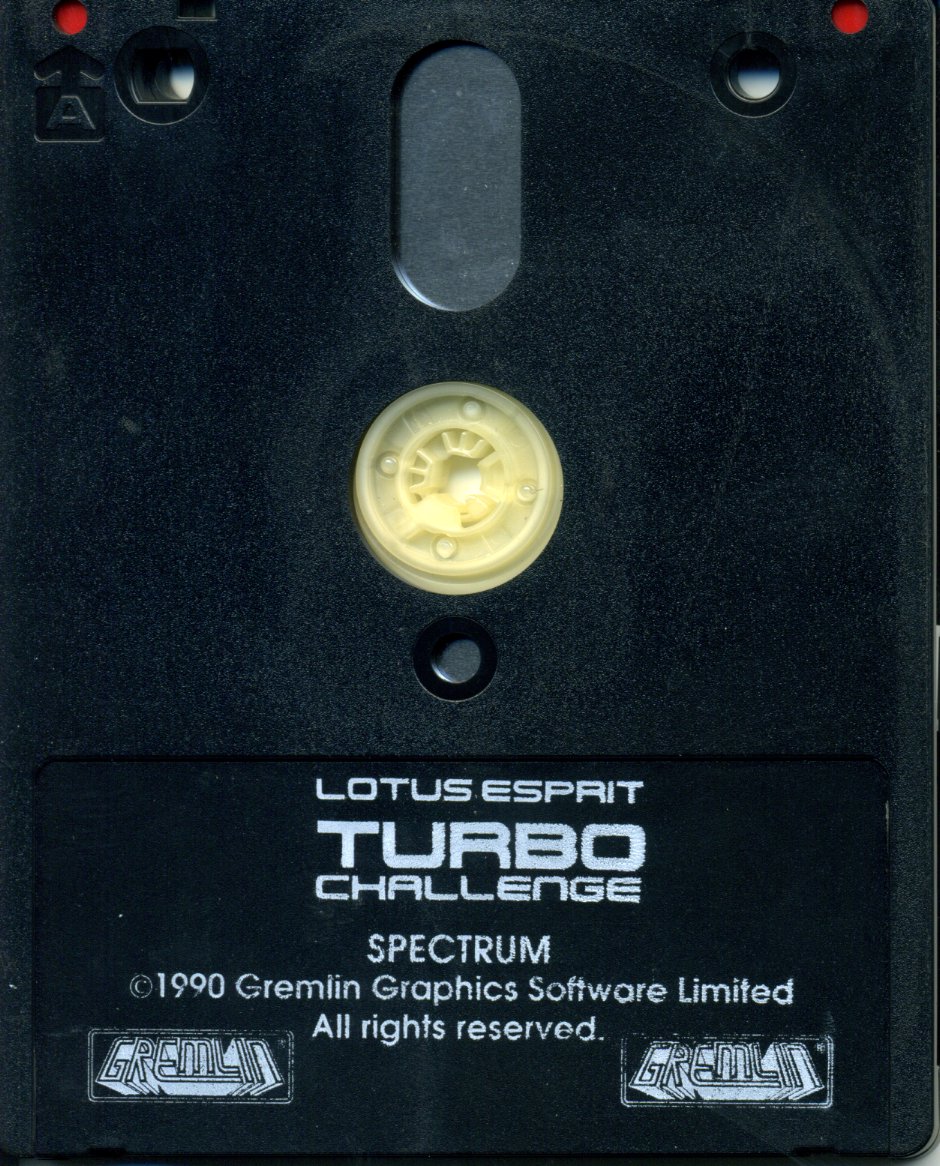 A
LOTUS ESPRIT
TURBO
CHALLENGE
SPECTRUM
©1990 Gremlin Graphics Software Limited
All rights reserved.
GREMLIN GREMLIN